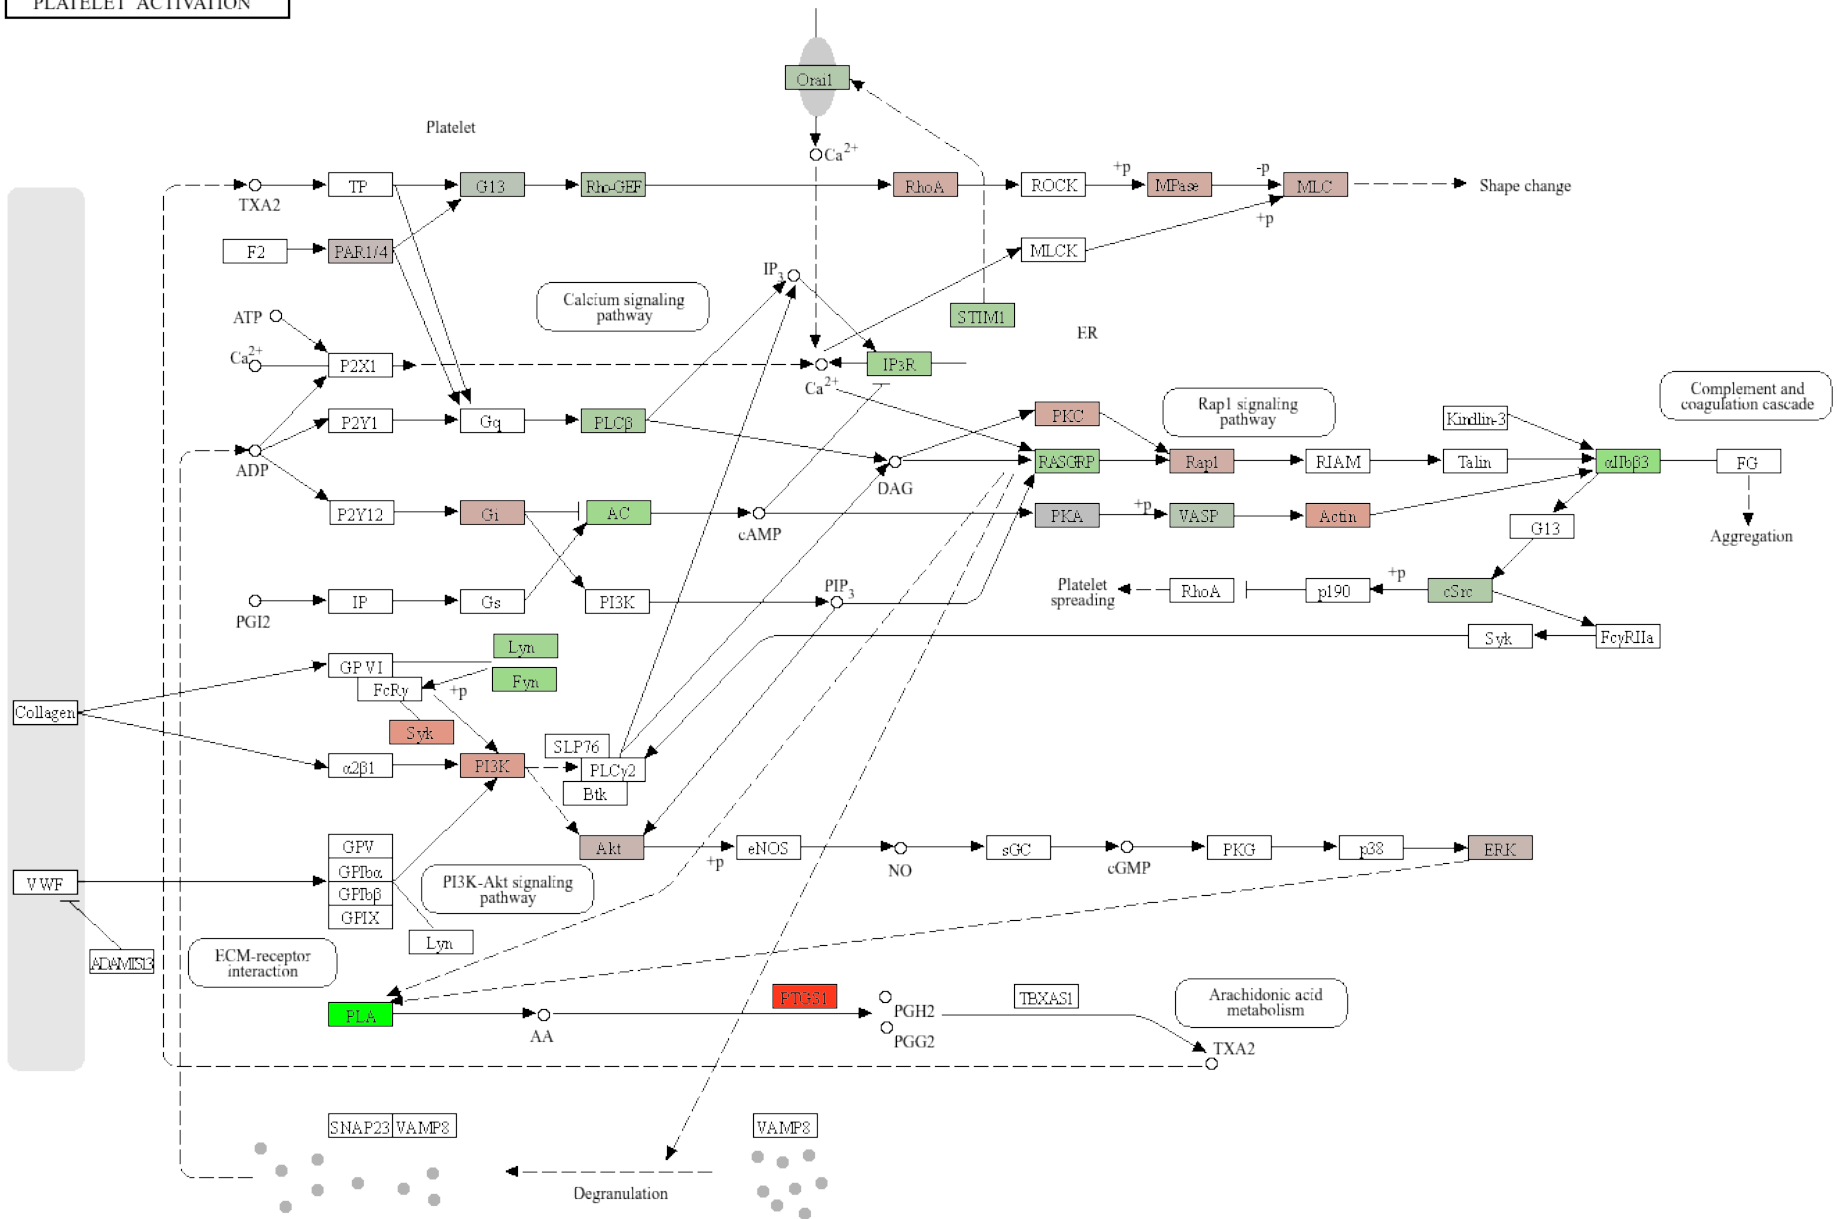 PLATELET ACTIVATION
Orai1
Platelet
Ca2+
TP
G13
Rho-GEF
RhoA
ROCK
+p
MPase
-p
MLC
Shape change
TXA2
+p
F2
PAR1/4
MLCK
IP3
Calcium signaling
pathway
ATP
STIM1
ER
Ca2+
P2X1
IP3R
Ca2+
Complement and
coagulation cascade
PKC
Rap1 signaling
pathway
Kindlin-3
P2Y1
Gq
PLCβ
ADP
DAG
RASGRP
Rap1
RIAM
Talin
αIIbβ3
FG
P2Y12
Gi
AC
cAMP
PKA
+p
VASP
Actin
G13
Aggregation
PGI2
IP
Gs
PI3K
PIP3
Platelet
spreading
RhoA
p190
+p
cSrc
Lyn
Syk
FcγRIIa
GPVI
Fyn
FcRγ
+p
Collagen
Syk
SLP76
α2β1
PI3K
PLCγ2
Btk
GPV
Akt
+p
eNOS
NO
sGC
cGMP
PKG
p38
ERK
VWF
GPIbα
GPIbβ
GPIX
PI3K-Akt signaling
pathway
Lyn
ADAMTS13
ECM-receptor
interaction
PLA
AA
PTGS1
PGH2
PGG2
TBXAS1
Arachidonic acid
metabolism
TXA2
SNAP23
VAMP8
VAMP8
Degranulation